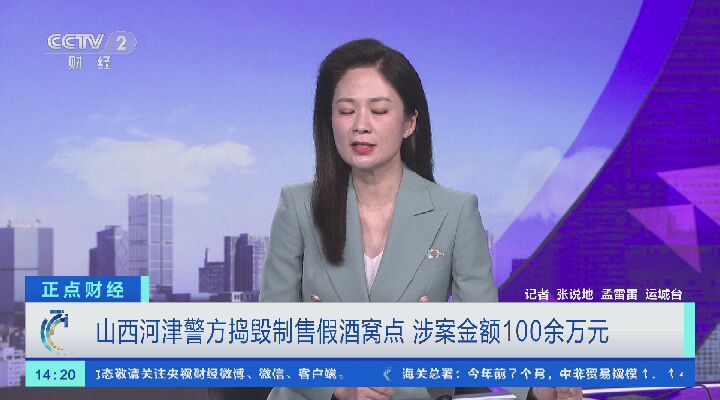 CCTV 2
财经
记者 张说地 孟雷雷 运城台
正点财经
山西河津警方捣毁制售假酒窝点 涉案金额100余万元
14:20
态敬请关注央视财经微博、微信、客户端。
海关总署：今年前7个月，中非贸易规模